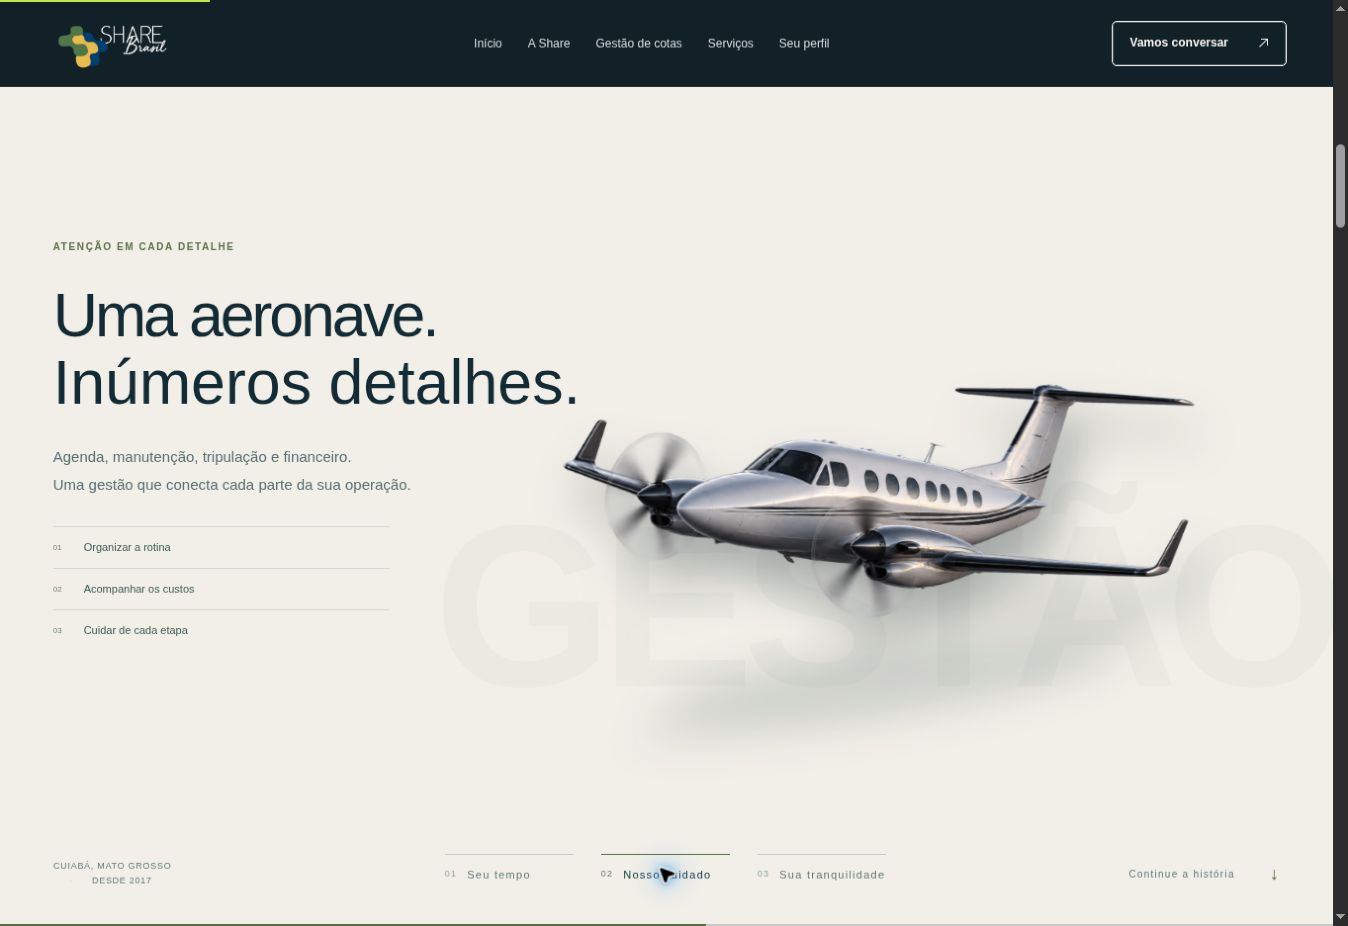 SHARE
Brasil
Início
A Share
Gestão de cotas
Serviços
Seu perfil
Vamos conversar
ATENÇÃO EM CADA DETALHE
Uma aeronave.
Inúmeros detalhes.
Agenda, manutenção, tripulação e financeiro.
Uma gestão que conecta cada parte da sua operação.
01 Organizar a rotina
02 Acompanhar os custos
03 Cuidar de cada etapa
GESTÃO
CUIABÁ, MATO GROSSO
DESDE 2017
01 Seu tempo
02 Nosso
03 Sua tranquilidade
Continue a história ↓